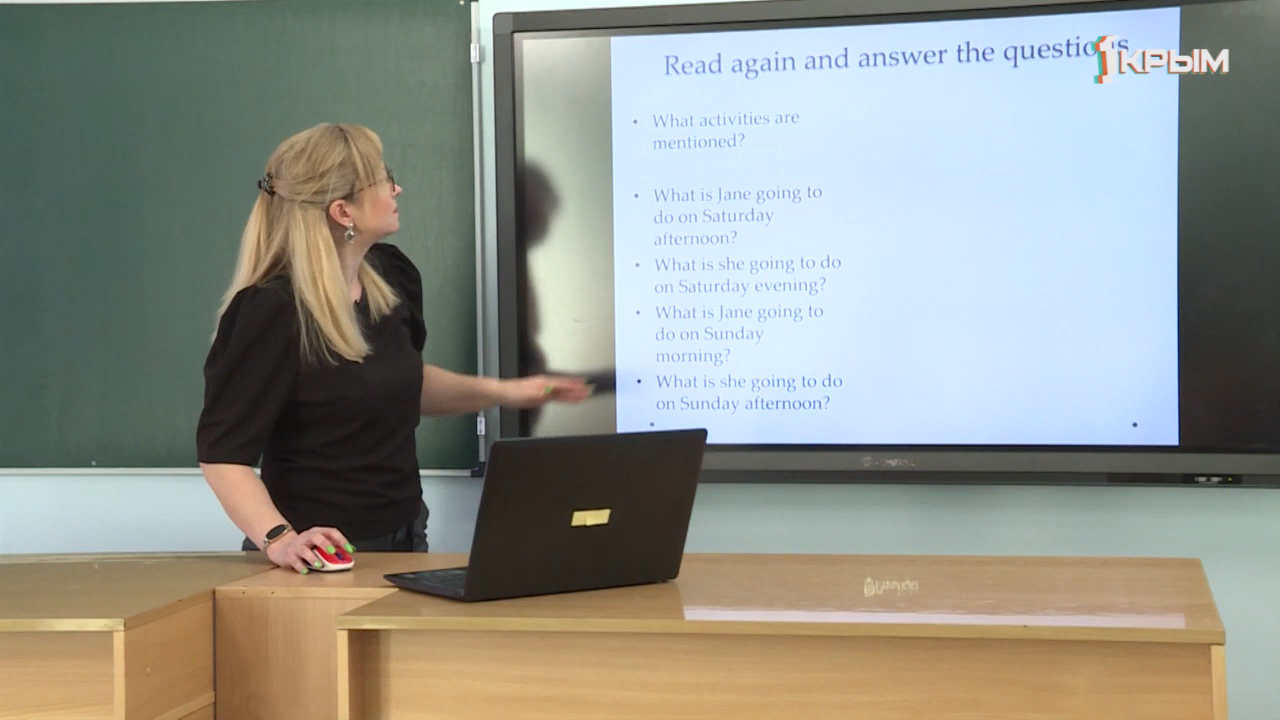 Read again and answer the questions
1 КРЫМ
• What activities are
mentioned?
• What is Jane going to
do on Saturday
afternoon?
• What is she going to do
on Saturday evening?
• What is Jane going to
do on Sunday
morning?
• What is she going to do
on Sunday afternoon?